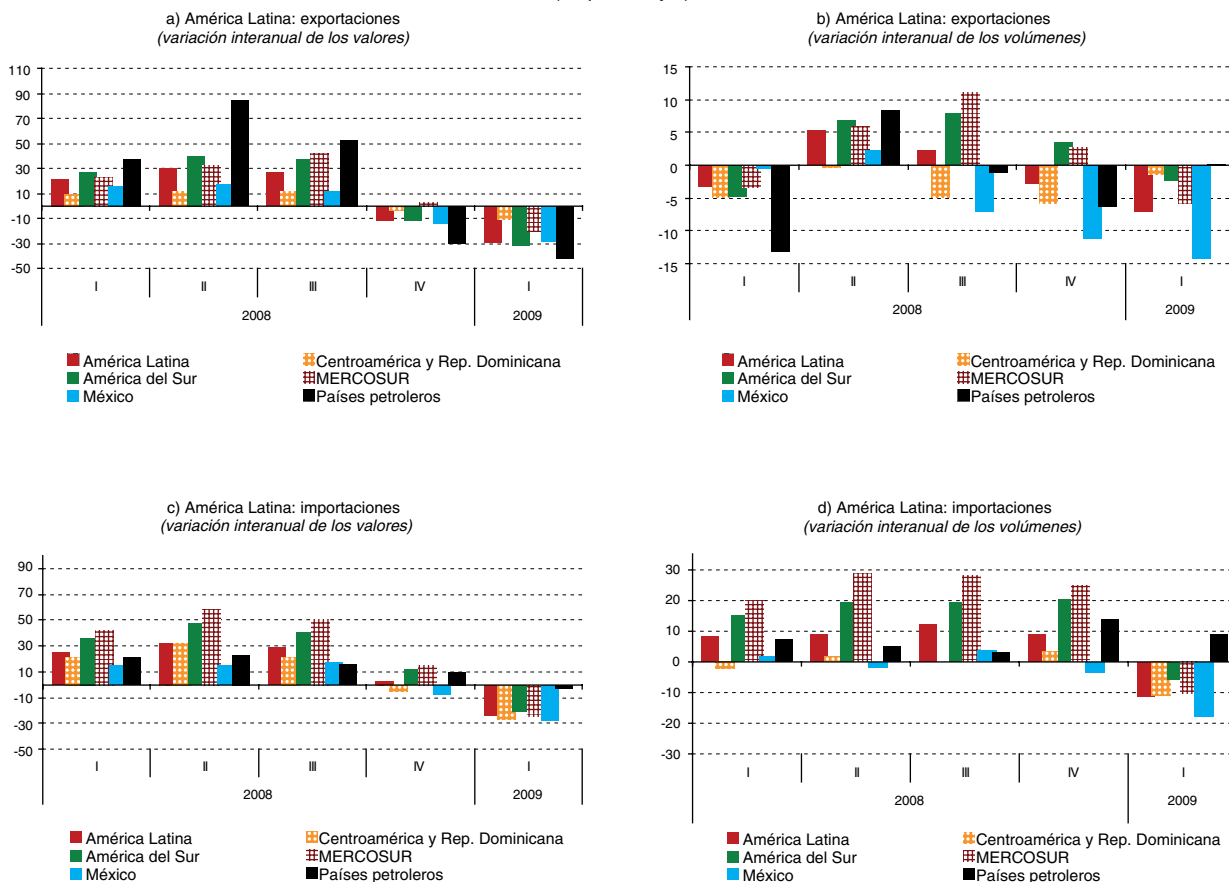 a) América Latina: exportaciones
(variación interanual de los valores)
110
90
70
50
30
10
-10
-30
-50
I II III IV I
2008 2009
América Latina
Centroamérica y Rep. Dominicana
América del Sur
MERCOSUR
México
Países petroleros
b) América Latina: exportaciones
(variación interanual de los volúmenes)
15
10
5
0
-5
-10
-15
I II III IV I
2008 2009
América Latina
Centroamérica y Rep. Dominicana
América del Sur
MERCOSUR
México
Países petroleros
c) América Latina: importaciones
(variación interanual de los valores)
90
70
50
30
10
-10
-30
-50
I II III IV I
2008 2009
América Latina
Centroamérica y Rep. Dominicana
América del Sur
MERCOSUR
México
Países petroleros
d) América Latina: importaciones
(variación interanual de los volúmenes)
30
20
10
0
-10
-20
-30
I II III IV I
2008 2009
América Latina
Centroamérica y Rep. Dominicana
América del Sur
MERCOSUR
México
Países petroleros